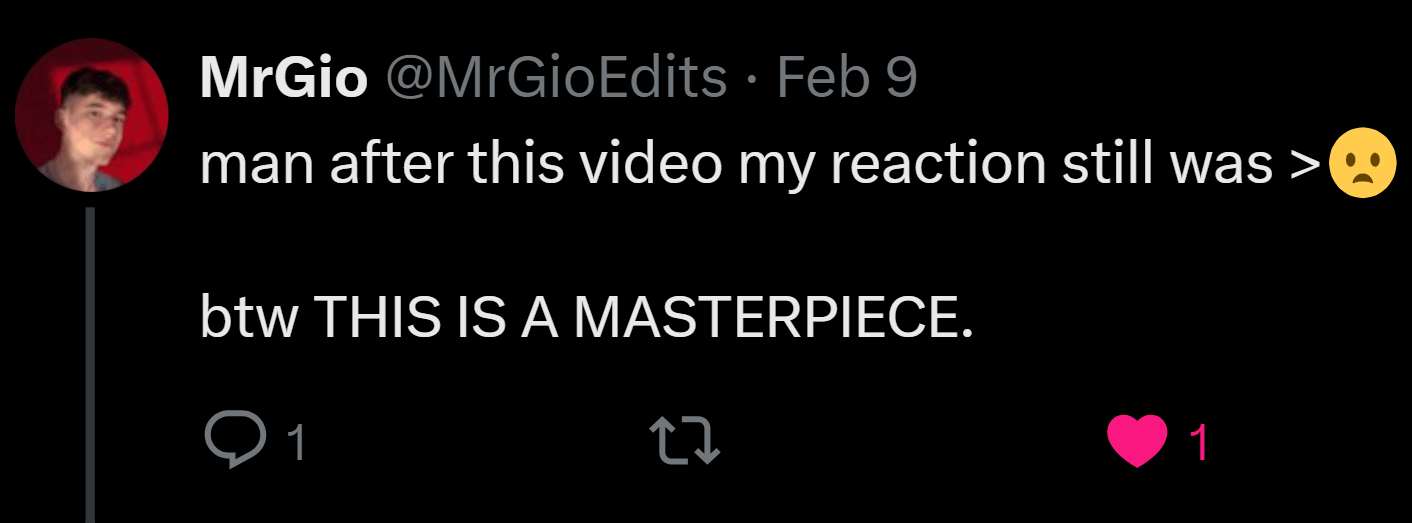 MrGio @MrGioEdits · Feb 9
man after this video my reaction still was >🙁
btw THIS IS A MASTERPIECE.
1 1